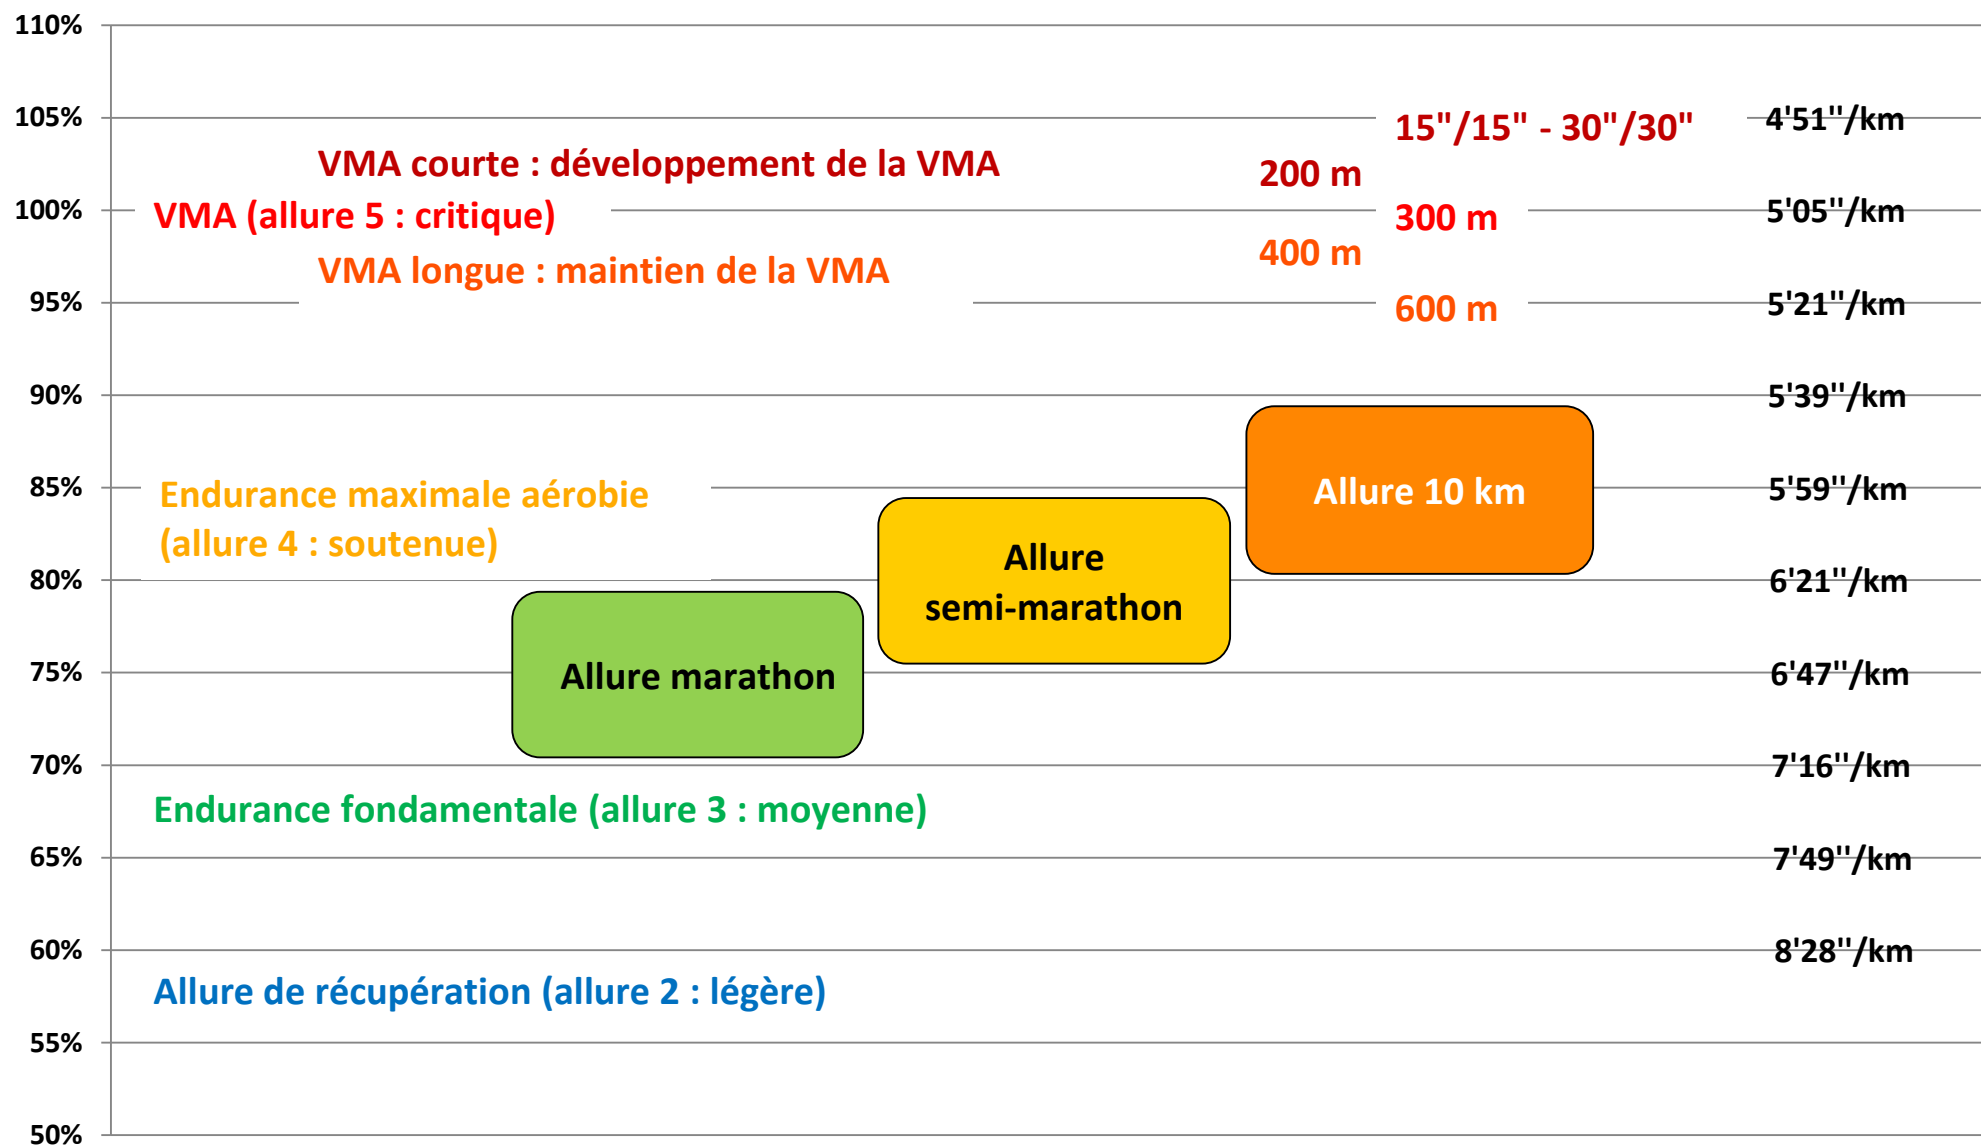 110%
105%
15"/15" - 30"/30"
4'51''/km
VMA courte : développement de la VMA
200 m
100%
VMA (allure 5 : critique)
300 m
5'05''/km
400 m
VMA longue : maintien de la VMA
95%
600 m
5'21''/km
90%
5'39''/km
85%
Endurance maximale aérobie
(allure 4 : soutenue)
Allure 10 km
5'59''/km
Allure
semi-marathon
80%
6'21''/km
75%
Allure marathon
6'47''/km
70%
7'16''/km
Endurance fondamentale (allure 3 : moyenne)
65%
7'49''/km
60%
8'28''/km
Allure de récupération (allure 2 : légère)
55%
50%